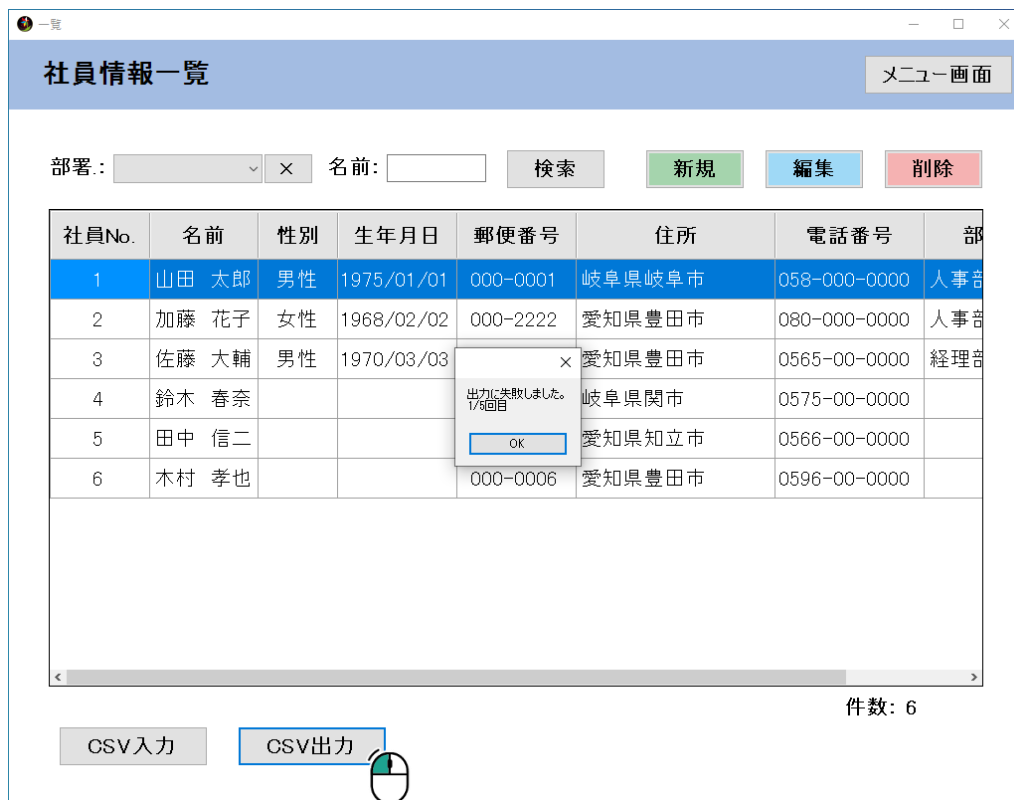 一覧
社員情報一覧
メニュー画面
部署.: × 名前: 検索 新規 編集 削除
社員No. 名前 性別 生年月日 郵便番号 住所 電話番号 部
1 山田 太郎 男性 1975/01/01 000-0001 岐阜県岐阜市 058-000-0000 人事部
2 加藤 花子 女性 1968/02/02 000-2222 愛知県豊田市 080-000-0000 人事部
3 佐藤 大輔 男性 1970/03/03 愛知県豊田市 0565-00-0000 経理部
4 鈴木 春奈 岐阜県関市 0575-00-0000
5 田中 信二 愛知県知立市 0566-00-0000
6 木村 孝也 000-0006 愛知県豊田市 0596-00-0000
出力に失敗しました。
1/5回目
OK
件数: 6
CSV入力 CSV出力